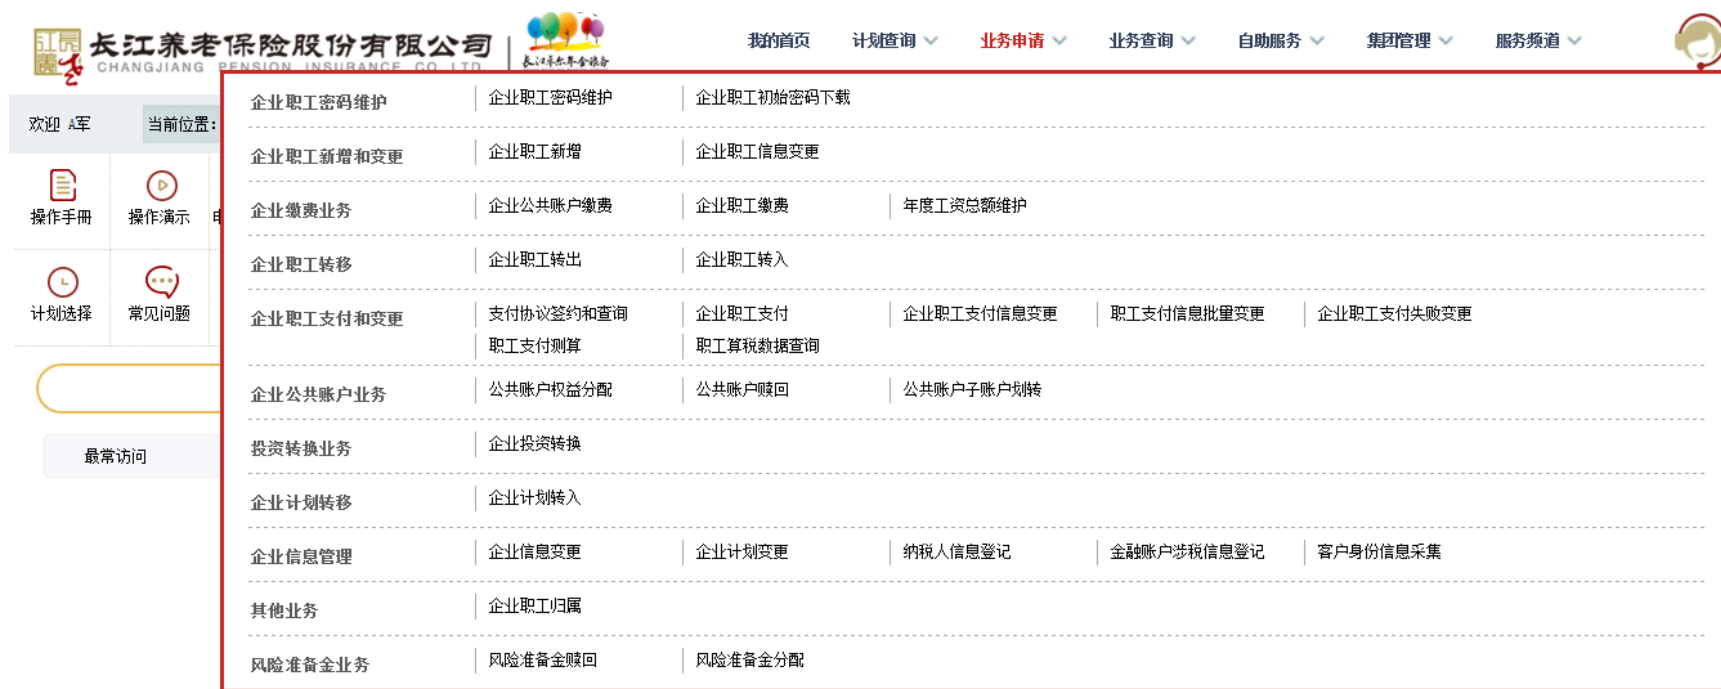 长江养老保险股份有限公司
CHANGJIANG PENSION INSURANCE CO LTD
我的首页 计划查询 业务申请 业务查询 自助服务 集团管理 服务频道
欢迎 A军 当前位置：
操作手册 操作演示
计划选择 常见问题
最常访问
企业职工密码维护 企业职工密码维护 企业职工初始密码下载
企业职工新增和变更 企业职工新增 企业职工信息变更
企业缴费业务 企业公共账户缴费 企业职工缴费 年度工资总额维护
企业职工转移 企业职工转出 企业职工转入
企业职工支付和变更 支付协议签约和查询 企业职工支付 企业职工支付信息变更 职工支付信息批量变更 企业职工支付失败变更
职工支付测算 职工算税数据查询
企业公共账户业务 公共账户权益分配 公共账户赎回 公共账户子账户划转
投资转换业务 企业投资转换
企业计划转移 企业计划转入
企业信息管理 企业信息变更 企业计划变更 纳税人信息登记 金融账户涉税信息登记 客户身份信息采集
其他业务 企业职工归属
风险准备金业务 风险准备金赎回 风险准备金分配